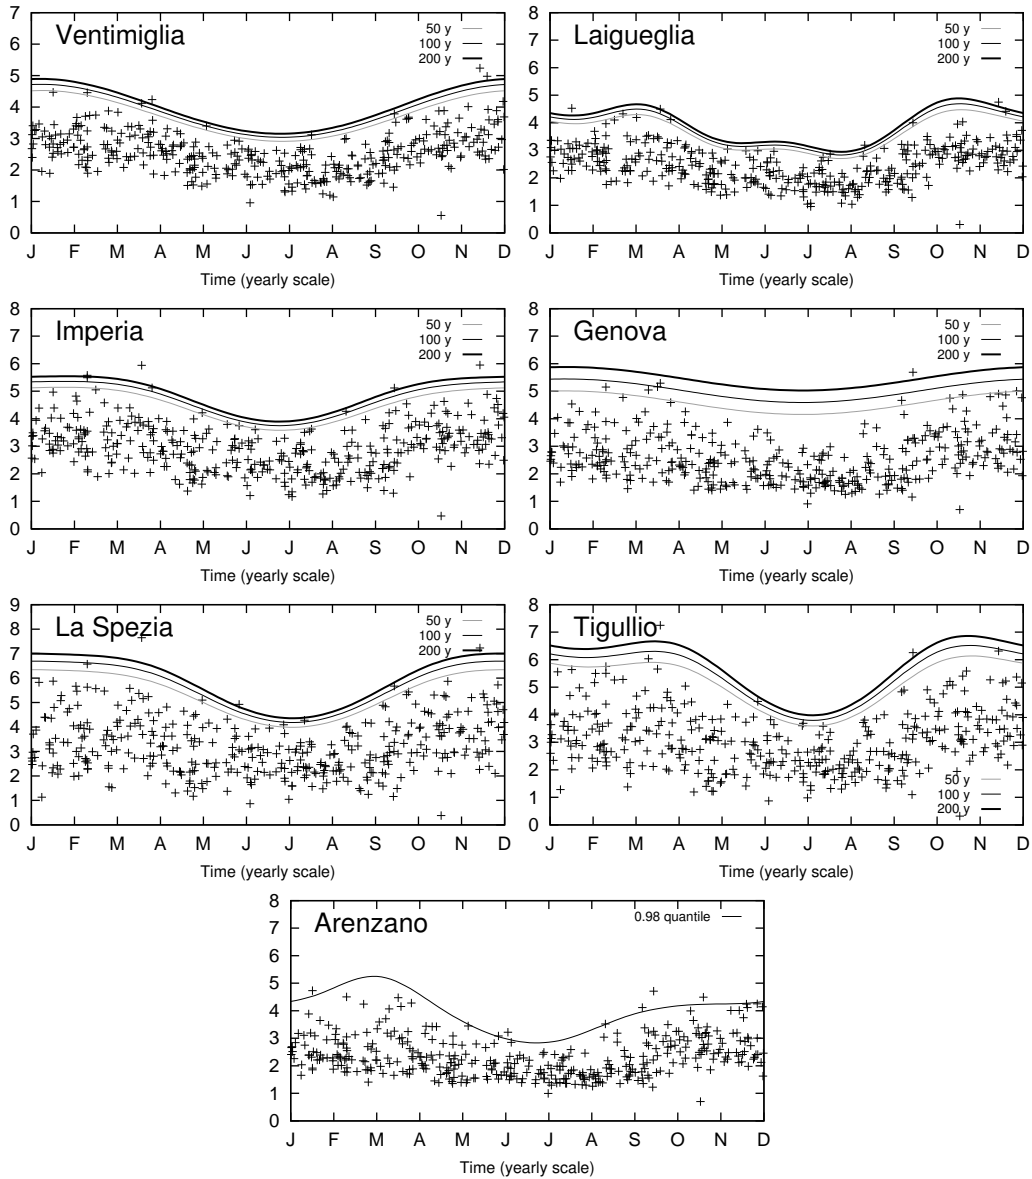 Ventimiglia
50 y
100 y
200 y
7
6
5
4
3
2
1
0
J F M A M J J A S O N D
Time (yearly scale)
Laigueglia
50 y
100 y
200 y
8
7
6
5
4
3
2
1
0
J F M A M J J A S O N D
Time (yearly scale)
Imperia
50 y
100 y
200 y
8
7
6
5
4
3
2
1
0
J F M A M J J A S O N D
Time (yearly scale)
Genova
50 y
100 y
200 y
8
7
6
5
4
3
2
1
0
J F M A M J J A S O N D
Time (yearly scale)
La Spezia
50 y
100 y
200 y
9
8
7
6
5
4
3
2
1
0
J F M A M J J A S O N D
Time (yearly scale)
Tigullio
50 y
100 y
200 y
8
7
6
5
4
3
2
1
0
J F M A M J J A S O N D
Time (yearly scale)
Arenzano
0.98 quantile
8
7
6
5
4
3
2
1
0
J F M A M J J A S O N D
Time (yearly scale)